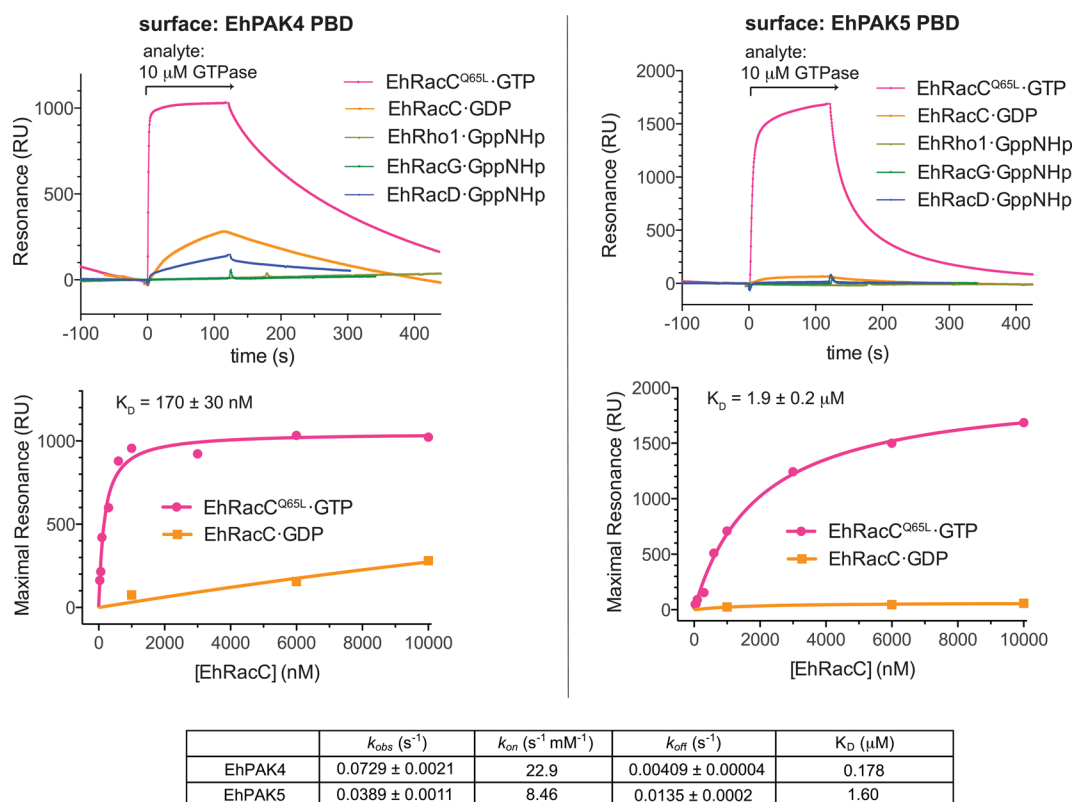 surface: EhPAK4 PBD
analyte:
10 μM GTPase
EhRacC^Q65L·GTP
EhRacC·GDP
EhRho1·GppNHp
EhRacG·GppNHp
EhRacD·GppNHp
Resonance (RU)
1000
500
0
-100 0 100 200 300 400
time (s)
surface: EhPAK5 PBD
analyte:
10 μM GTPase
EhRacC^Q65L·GTP
EhRacC·GDP
EhRho1·GppNHp
EhRacG·GppNHp
EhRacD·GppNHp
Resonance (RU)
2000
1500
1000
500
0
-100 0 100 200 300 400
time (s)
K_D = 170 ± 30 nM
EhRacC^Q65L·GTP
EhRacC·GDP
Maximal Resonance (RU)
1000
500
0
0 2000 4000 6000 8000 10000
[EhRacC] (nM)
K_D = 1.9 ± 0.2 μM
EhRacC^Q65L·GTP
EhRacC·GDP
Maximal Resonance (RU)
2000
1500
1000
500
0
0 2000 4000 6000 8000 10000
[EhRacC] (nM)
k_obs (s⁻¹) k_on (s⁻¹ mM⁻¹) k_off (s⁻¹) K_D (μM)
EhPAK4 0.0729 ± 0.0021 22.9 0.00409 ± 0.00004 0.178
EhPAK5 0.0389 ± 0.0011 8.46 0.0135 ± 0.0002 1.60